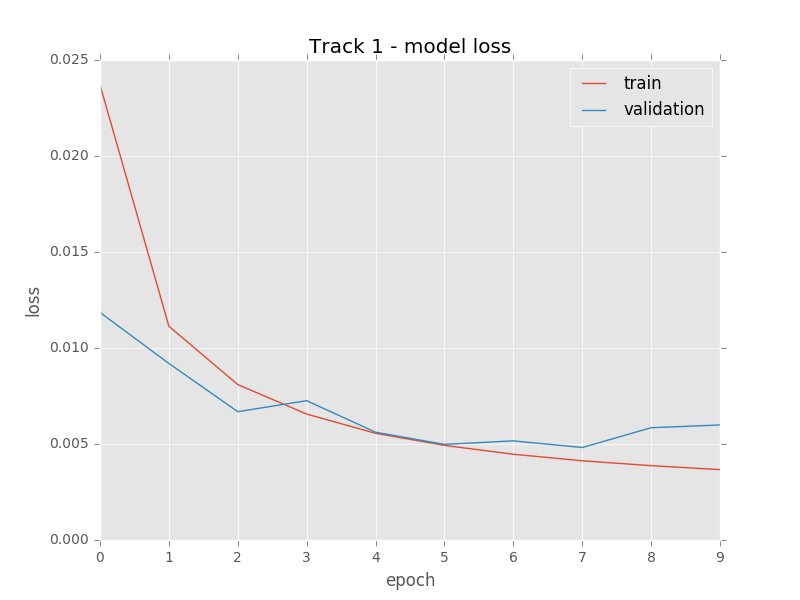 Track 1 - model loss
train
validation
0.025
0.020
0.015
0.010
0.005
0.000
loss
0 1 2 3 4 5 6 7 8 9
epoch